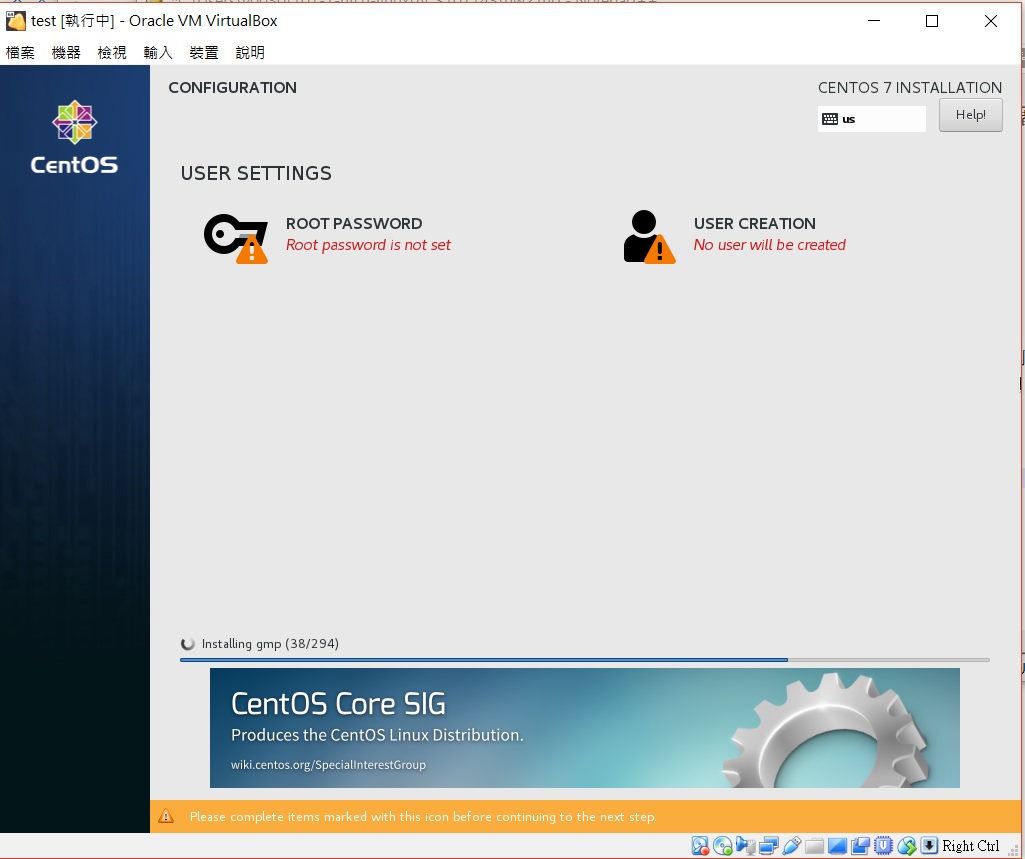 test [執行中] - Oracle VM VirtualBox
檔案 機器 檢視 輸入 裝置 說明
CentOS
CONFIGURATION
CENTOS 7 INSTALLATION
us
Help!
USER SETTINGS
ROOT PASSWORD
Root password is not set
USER CREATION
No user will be created
Installing gmp (38/294)
CentOS Core SIG
Produces the CentOS Linux Distribution.
wiki.centos.org/SpecialInterestGroup
Please complete items marked with this icon before continuing to the next step.
Right Ctrl